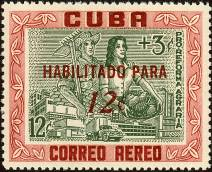 CUBA
+3¢
PRO REFORMA AGRARIA
HABILITADO PARA
12¢
12¢
CORREO AEREO